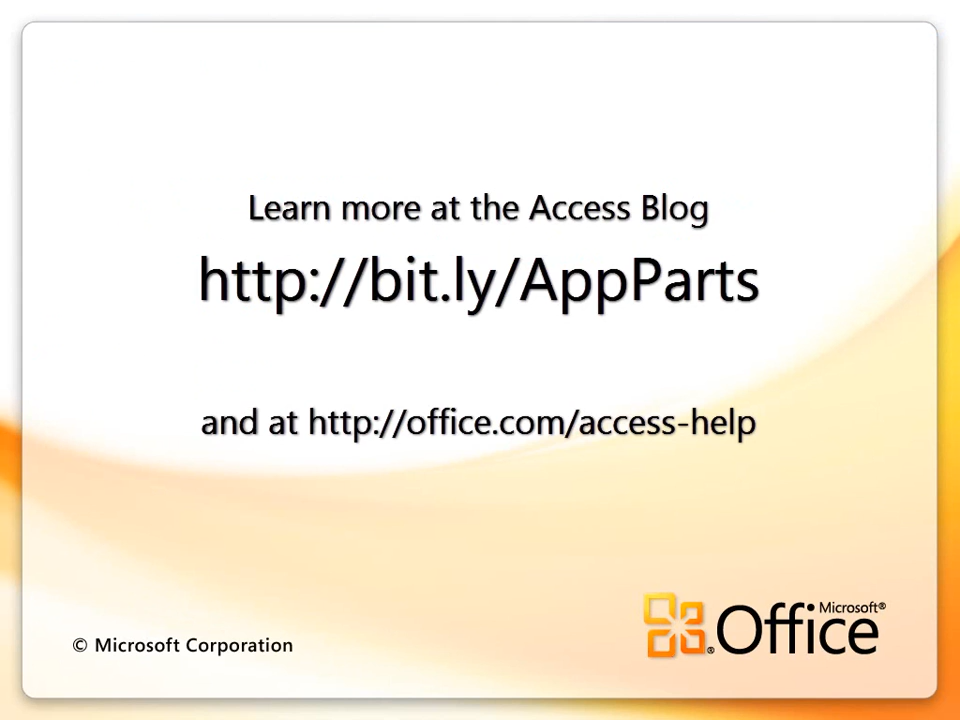 Learn more at the Access Blog
http://bit.ly/AppParts
and at http://office.com/access-help
© Microsoft Corporation
Microsoft®
® Office